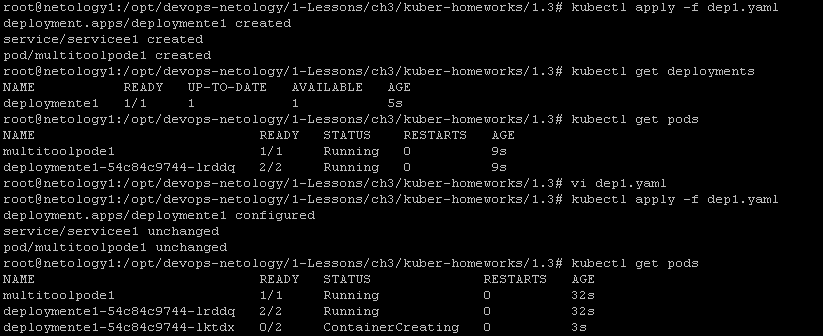 root@netology1:/opt/devops-netology/1-Lessons/ch3/kuber-homeworks/1.3# kubectl apply -f dep1.yaml
deployment.apps/deploymente1 created
service/servicee1 created
pod/multitoolpode1 created
root@netology1:/opt/devops-netology/1-Lessons/ch3/kuber-homeworks/1.3# kubectl get deployments
NAME READY UP-TO-DATE AVAILABLE AGE
deploymente1 1/1 1 1 5s
root@netology1:/opt/devops-netology/1-Lessons/ch3/kuber-homeworks/1.3# kubectl get pods
NAME READY STATUS RESTARTS AGE
multitoolpode1 1/1 Running 0 9s
deploymente1-54c84c9744-lrddq 2/2 Running 0 9s
root@netology1:/opt/devops-netology/1-Lessons/ch3/kuber-homeworks/1.3# vi dep1.yaml
root@netology1:/opt/devops-netology/1-Lessons/ch3/kuber-homeworks/1.3# kubectl apply -f dep1.yaml
deployment.apps/deploymente1 configured
service/servicee1 unchanged
pod/multitoolpode1 unchanged
root@netology1:/opt/devops-netology/1-Lessons/ch3/kuber-homeworks/1.3# kubectl get pods
NAME READY STATUS RESTARTS AGE
multitoolpode1 1/1 Running 0 32s
deploymente1-54c84c9744-lrddq 2/2 Running 0 32s
deploymente1-54c84c9744-lktdx 0/2 ContainerCreating 0 3s